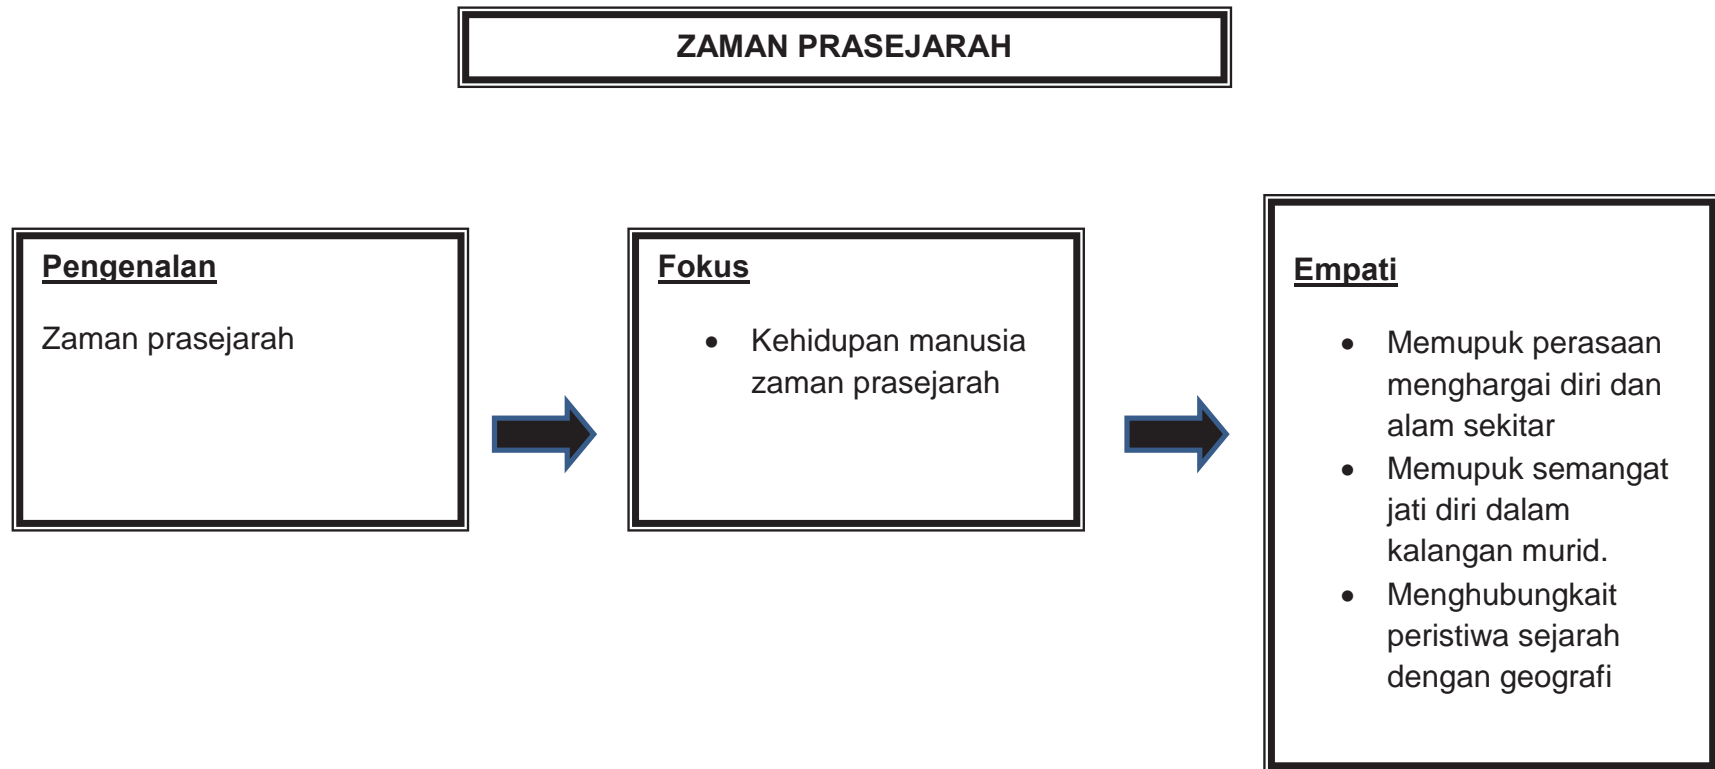 ZAMAN PRASEJARAH
Pengenalan
Zaman prasejarah
Fokus
• Kehidupan manusia
zaman prasejarah
Empati
• Memupuk perasaan
menghargai diri dan
alam sekitar
• Memupuk semangat
jati diri dalam
kalangan murid.
• Menghubungkait
peristiwa sejarah
dengan geografi